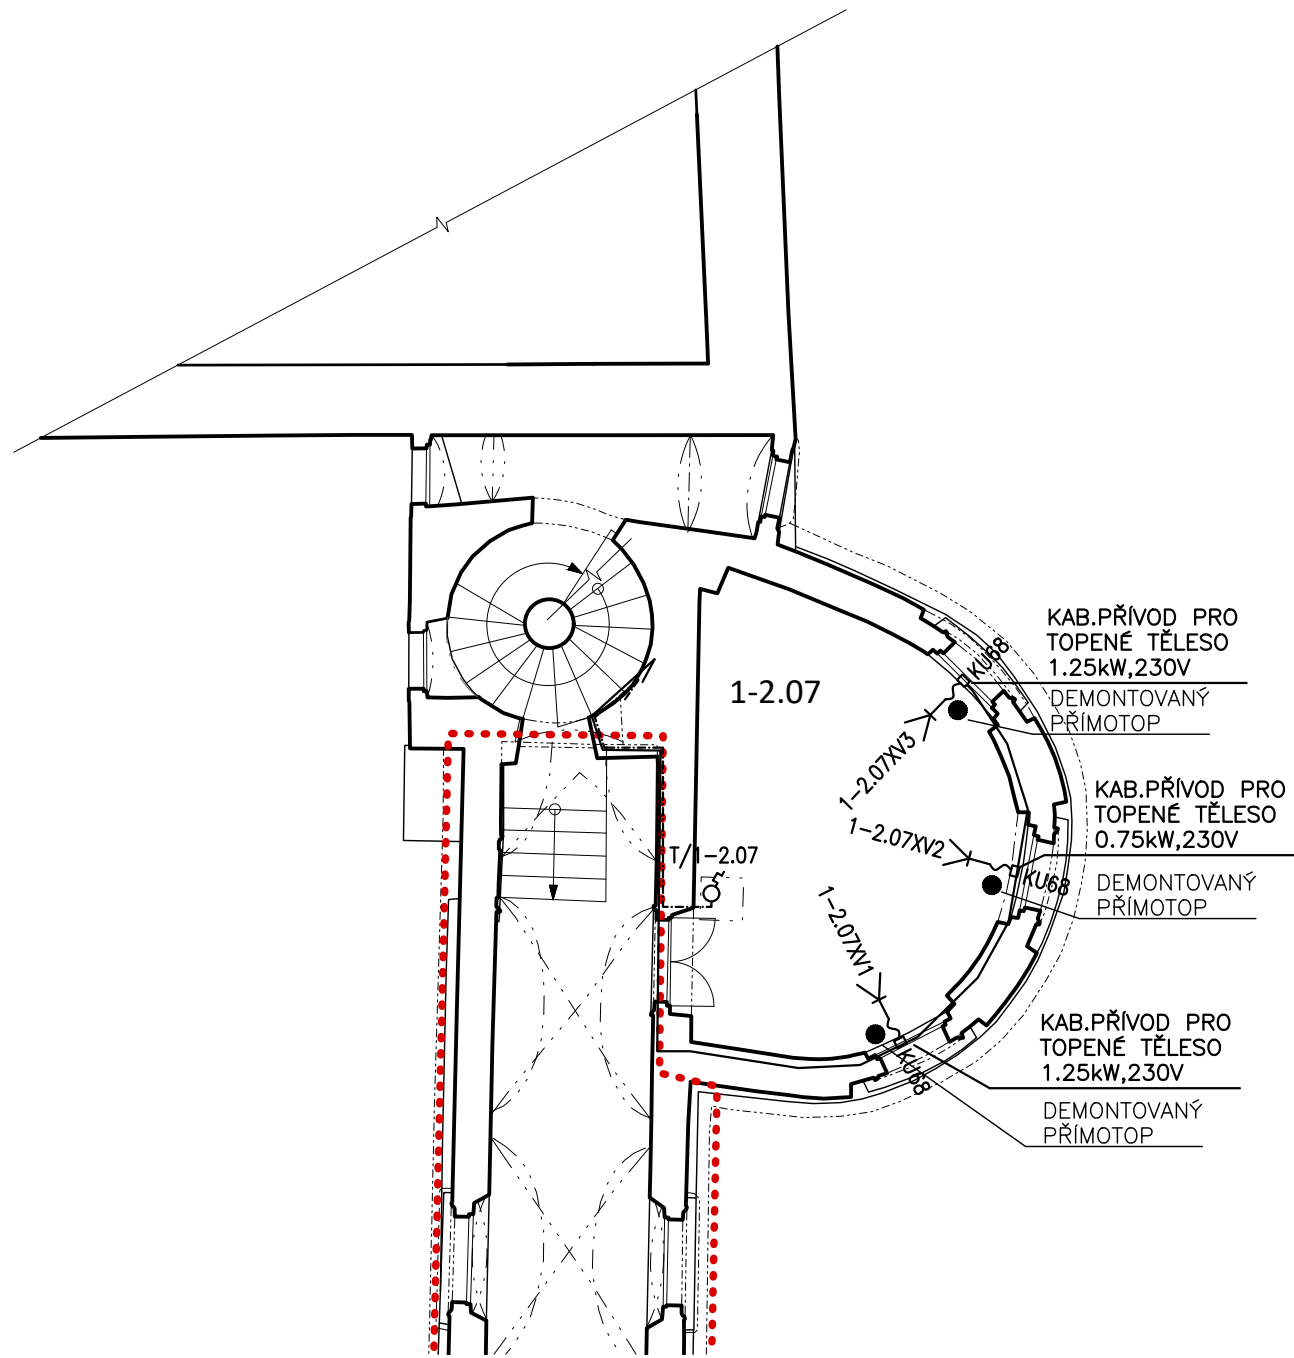 KAB.PŘÍVOD PRO
TOPENÉ TĚLESO
1.25kW,230V
DEMONTOVANÝ
PŘÍMOTOP
KU68
1-2.07
1-2.07XV3
KAB.PŘÍVOD PRO
TOPENÉ TĚLESO
0.75kW,230V
DEMONTOVANÝ
PŘÍMOTOP
1-2.07XV2
KU68
T/1-2.07
1-2.07XV1
KAB.PŘÍVOD PRO
TOPENÉ TĚLESO
1.25kW,230V
KU68
DEMONTOVANÝ
PŘÍMOTOP